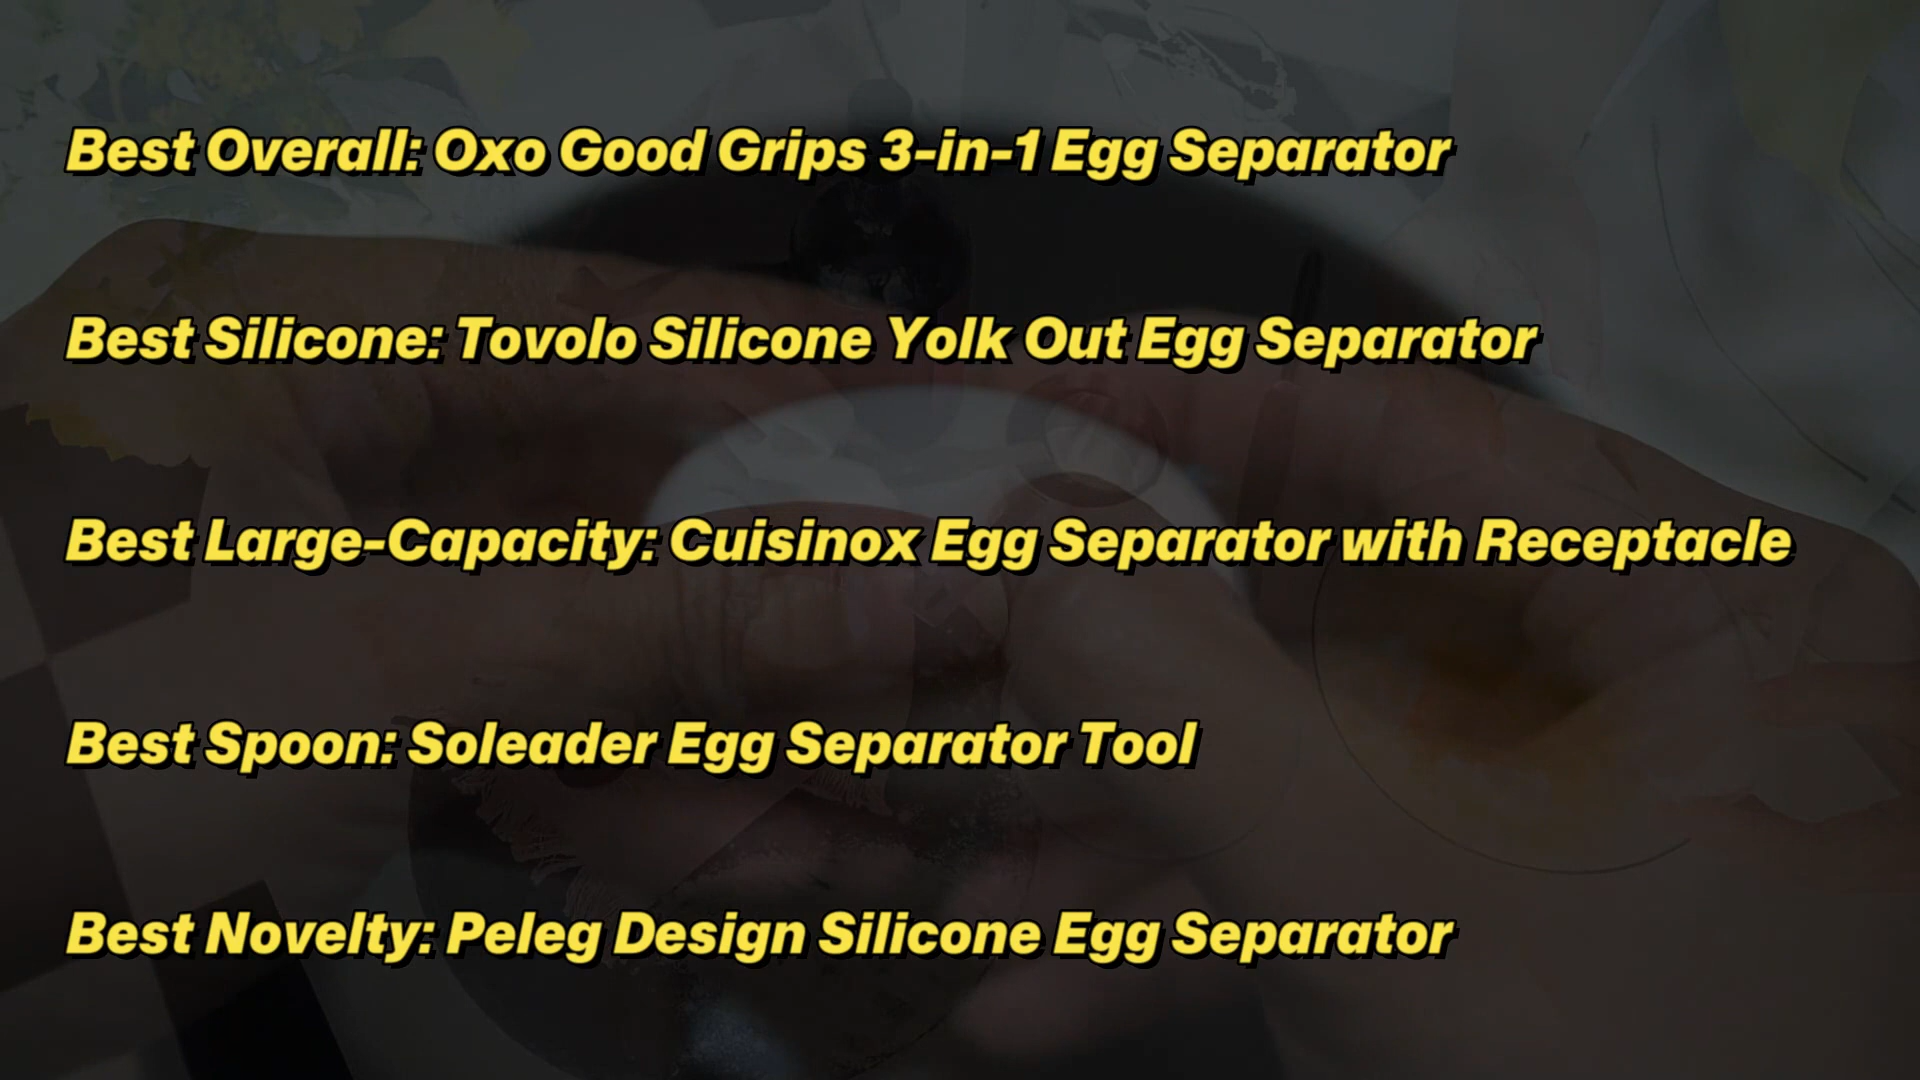 Best Overall: Oxo Good Grips 3-in-1 Egg Separator
Best Silicone: Tovolo Silicone Yolk Out Egg Separator
Best Large-Capacity: Cuisinox Egg Separator with Receptacle
Best Spoon: Soleader Egg Separator Tool
Best Novelty: Peleg Design Silicone Egg Separator